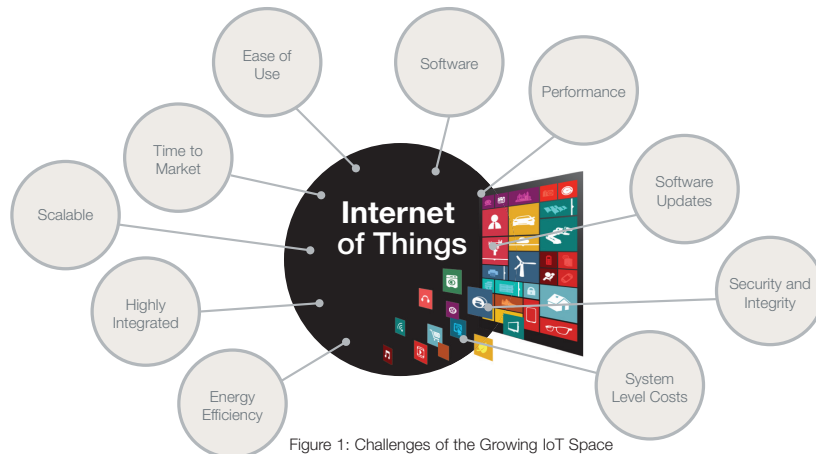 Ease of
Use
Software
Performance
Time to
Market
Software
Updates
Scalable
Internet
of Things
Security and
Integrity
Highly
Integrated
System
Level Costs
Energy
Efficiency
Figure 1: Challenges of the Growing IoT Space